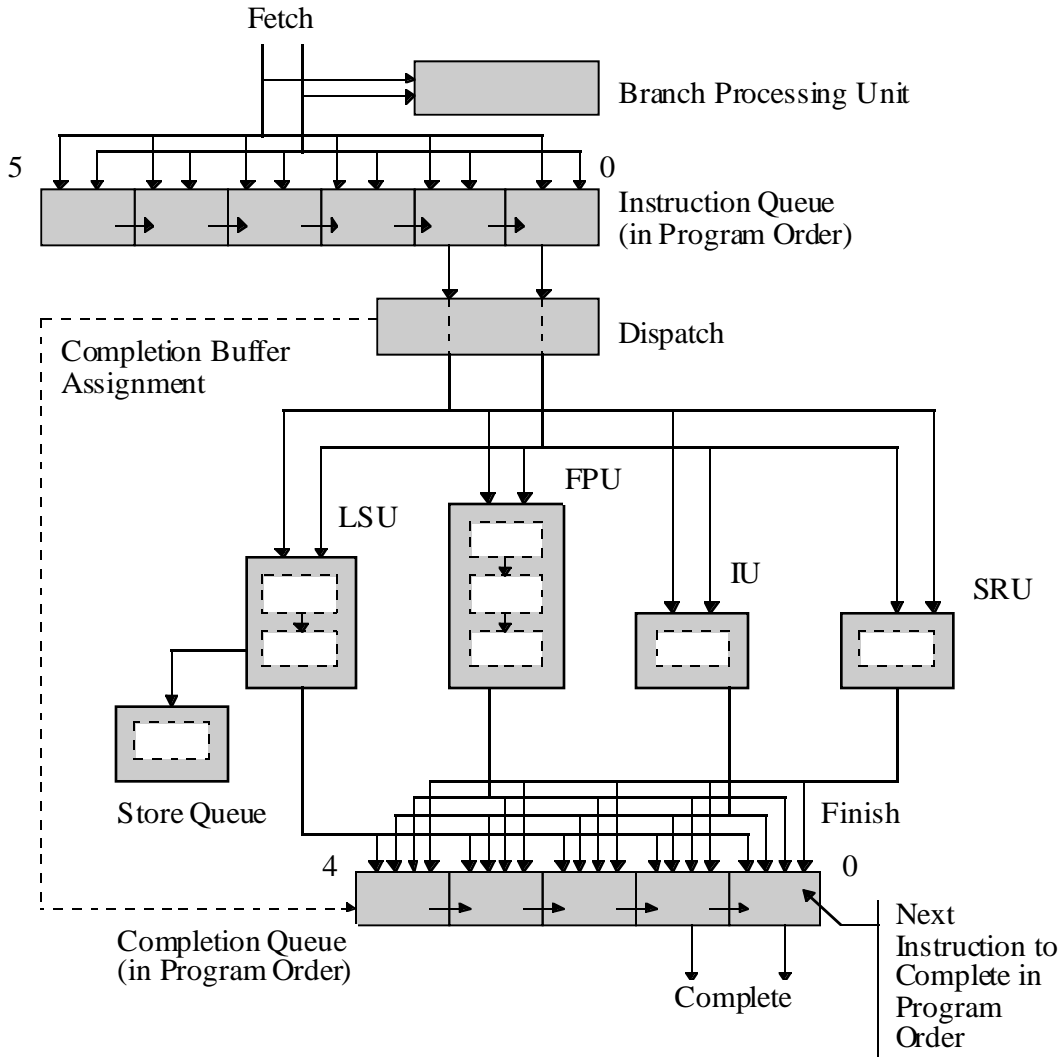 Fetch
Branch Processing Unit
5
0
Instruction Queue
(in Program Order)
Dispatch
Completion Buffer
Assignment
FPU
LSU
IU
SRU
Store Queue
Finish
4
0
Completion Queue
(in Program Order)
Complete
Next
Instruction to
Complete in
Program
Order